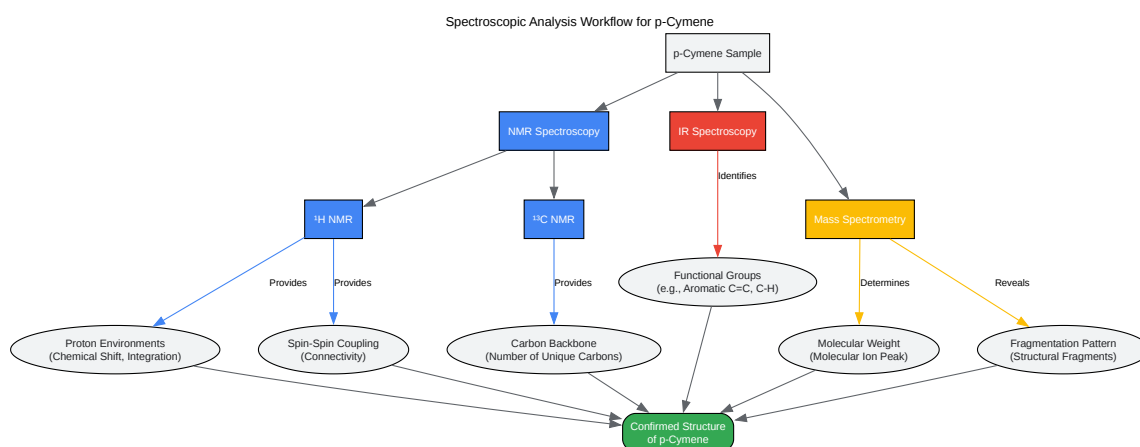 Spectroscopic Analysis Workflow for p-Cymene
p-Cymene Sample
NMR Spectroscopy
IR Spectroscopy
Identifies
¹H NMR
¹³C NMR
Mass Spectrometry
Provides
Provides
Provides
Functional Groups
(e.g., Aromatic C=C, C-H)
Determines
Reveals
Proton Environments
(Chemical Shift, Integration)
Spin-Spin Coupling
(Connectivity)
Carbon Backbone
(Number of Unique Carbons)
Molecular Weight
(Molecular Ion Peak)
Fragmentation Pattern
(Structural Fragments)
Confirmed Structure
of p-Cymene